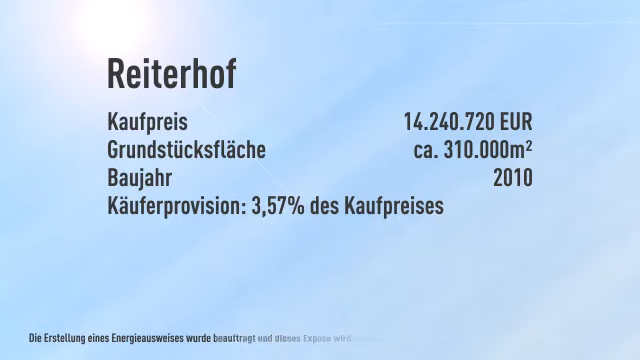 Reiterhof
Kaufpreis 14.240.720 EUR
Grundstücksfläche ca. 310.000m²
Baujahr 2010
Käuferprovision: 3,57% des Kaufpreises
Die Erstellung eines Energieausweises wurde beauftragt und dieses Expose wird